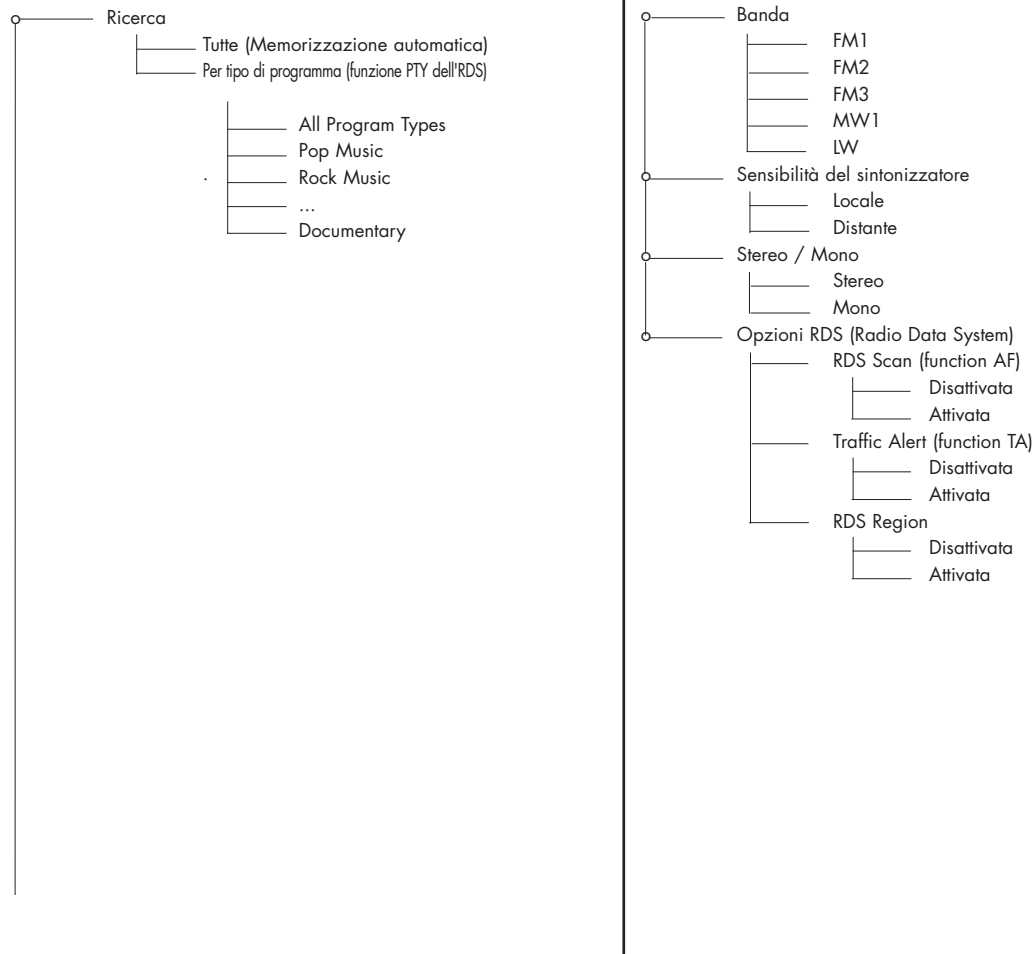 Ricerca
Tutte (Memorizzazione automatica)
Per tipo di programma (funzione PTY dell'RDS)
All Program Types
Pop Music
Rock Music
...
Documentary
Banda
FM1
FM2
FM3
MW1
LW
Sensibilità del sintonizzatore
Locale
Distante
Stereo / Mono
Stereo
Mono
Opzioni RDS (Radio Data System)
RDS Scan (function AF)
Disattivata
Attivata
Traffic Alert (function TA)
Disattivata
Attivata
RDS Region
Disattivata
Attivata